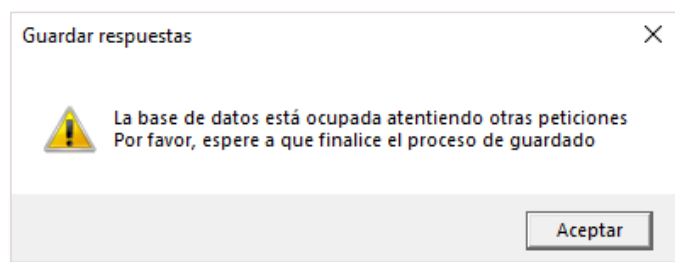 Guardar respuestas
La base de datos está ocupada atentiendo otras peticiones
Por favor, espere a que finalice el proceso de guardado
Aceptar